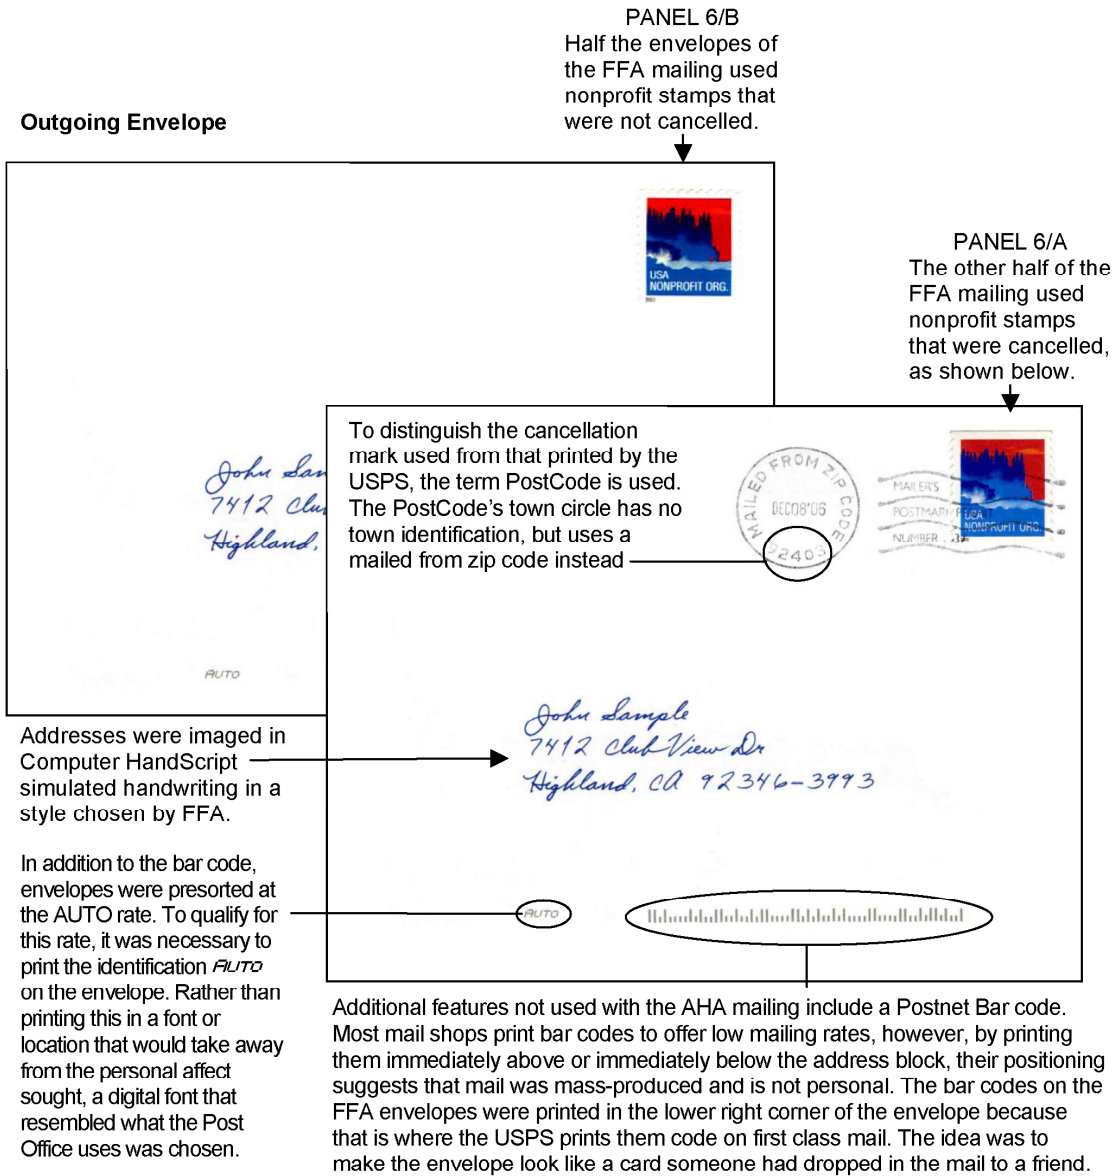 PANEL 6/B
Half the envelopes of
the FFA mailing used
nonprofit stamps that
were not cancelled.
Outgoing Envelope
USA
NONPROFIT ORG.
PANEL 6/A
The other half of the
FFA mailing used
nonprofit stamps
that were cancelled,
as shown below.
John Sam
7412 Clu
Highland,
AUTO
To distinguish the cancellation
mark used from that printed by the
USPS, the term PostCode is used.
The PostCode's town circle has no
town identification, but uses a
mailed from zip code instead
MAILED FROM ZIP CODE
DEC08'06
92403
MAILER'S
POSTMARK
NUMBER
USA
NONPROFIT ORG.
John Sample
7412 Club View Dr
Highland, CA 92346-3993
AUTO
Addresses were imaged in
Computer HandScript
simulated handwriting in a
style chosen by FFA.
In addition to the bar code,
envelopes were presorted at
the AUTO rate. To qualify for
this rate, it was necessary to
print the identification AUTO
on the envelope. Rather than
printing this in a font or
location that would take away
from the personal affect
sought, a digital font that
resembled what the Post
Office uses was chosen.
Additional features not used with the AHA mailing include a Postnet Bar code.
Most mail shops print bar codes to offer low mailing rates, however, by printing
them immediately above or immediately below the address block, their positioning
suggests that mail was mass-produced and is not personal. The bar codes on the
FFA envelopes were printed in the lower right corner of the envelope because
that is where the USPS prints them code on first class mail. The idea was to
make the envelope look like a card someone had dropped in the mail to a friend.